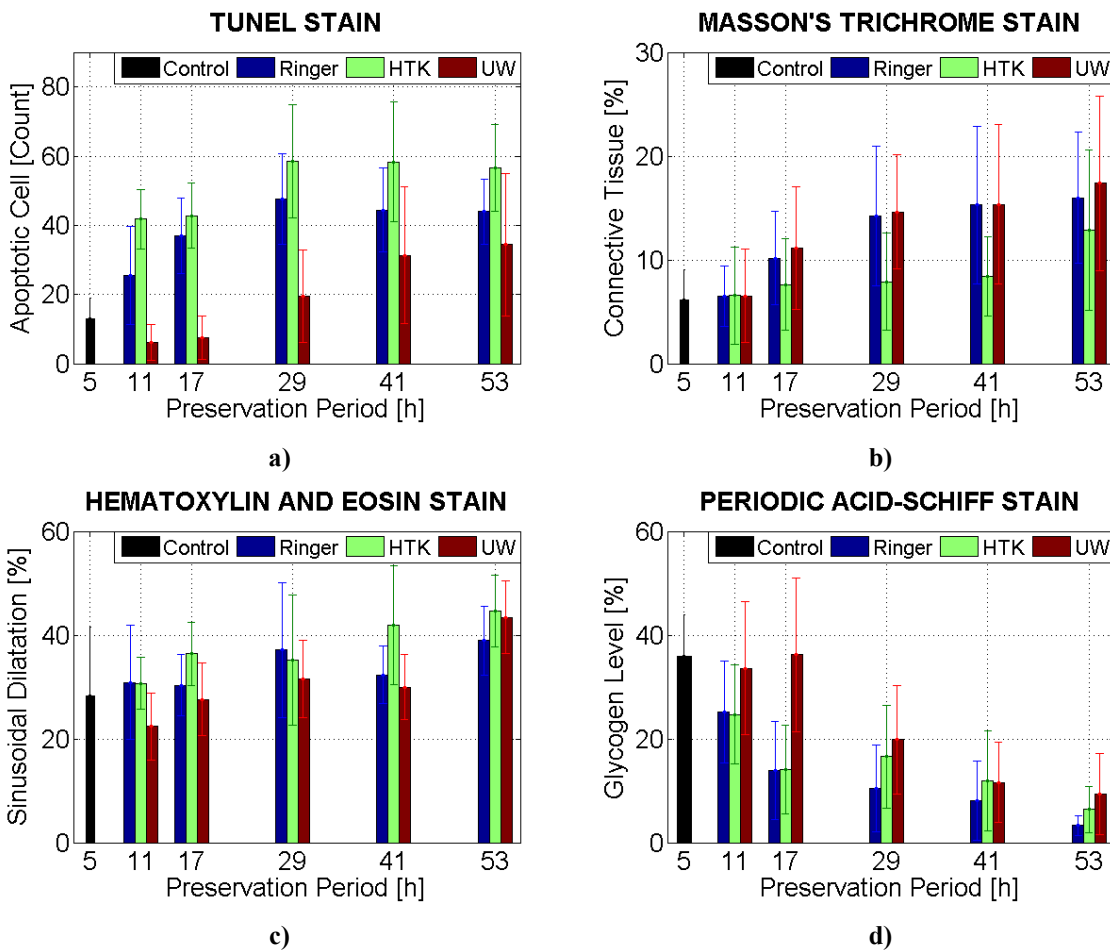 TUNEL STAIN
Control Ringer HTK UW
80
60
40
20
0
Apoptotic Cell [Count]
5 11 17 29 41 53
Preservation Period [h]
a)
MASSON'S TRICHROME STAIN
Control Ringer HTK UW
30
20
10
0
Connective Tissue [%]
5 11 17 29 41 53
Preservation Period [h]
b)
HEMATOXYLIN AND EOSIN STAIN
Control Ringer HTK UW
60
40
20
0
Sinusoidal Dilatation [%]
5 11 17 29 41 53
Preservation Period [h]
c)
PERIODIC ACID-SCHIFF STAIN
Control Ringer HTK UW
60
40
20
0
Glycogen Level [%]
5 11 17 29 41 53
Preservation Period [h]
d)